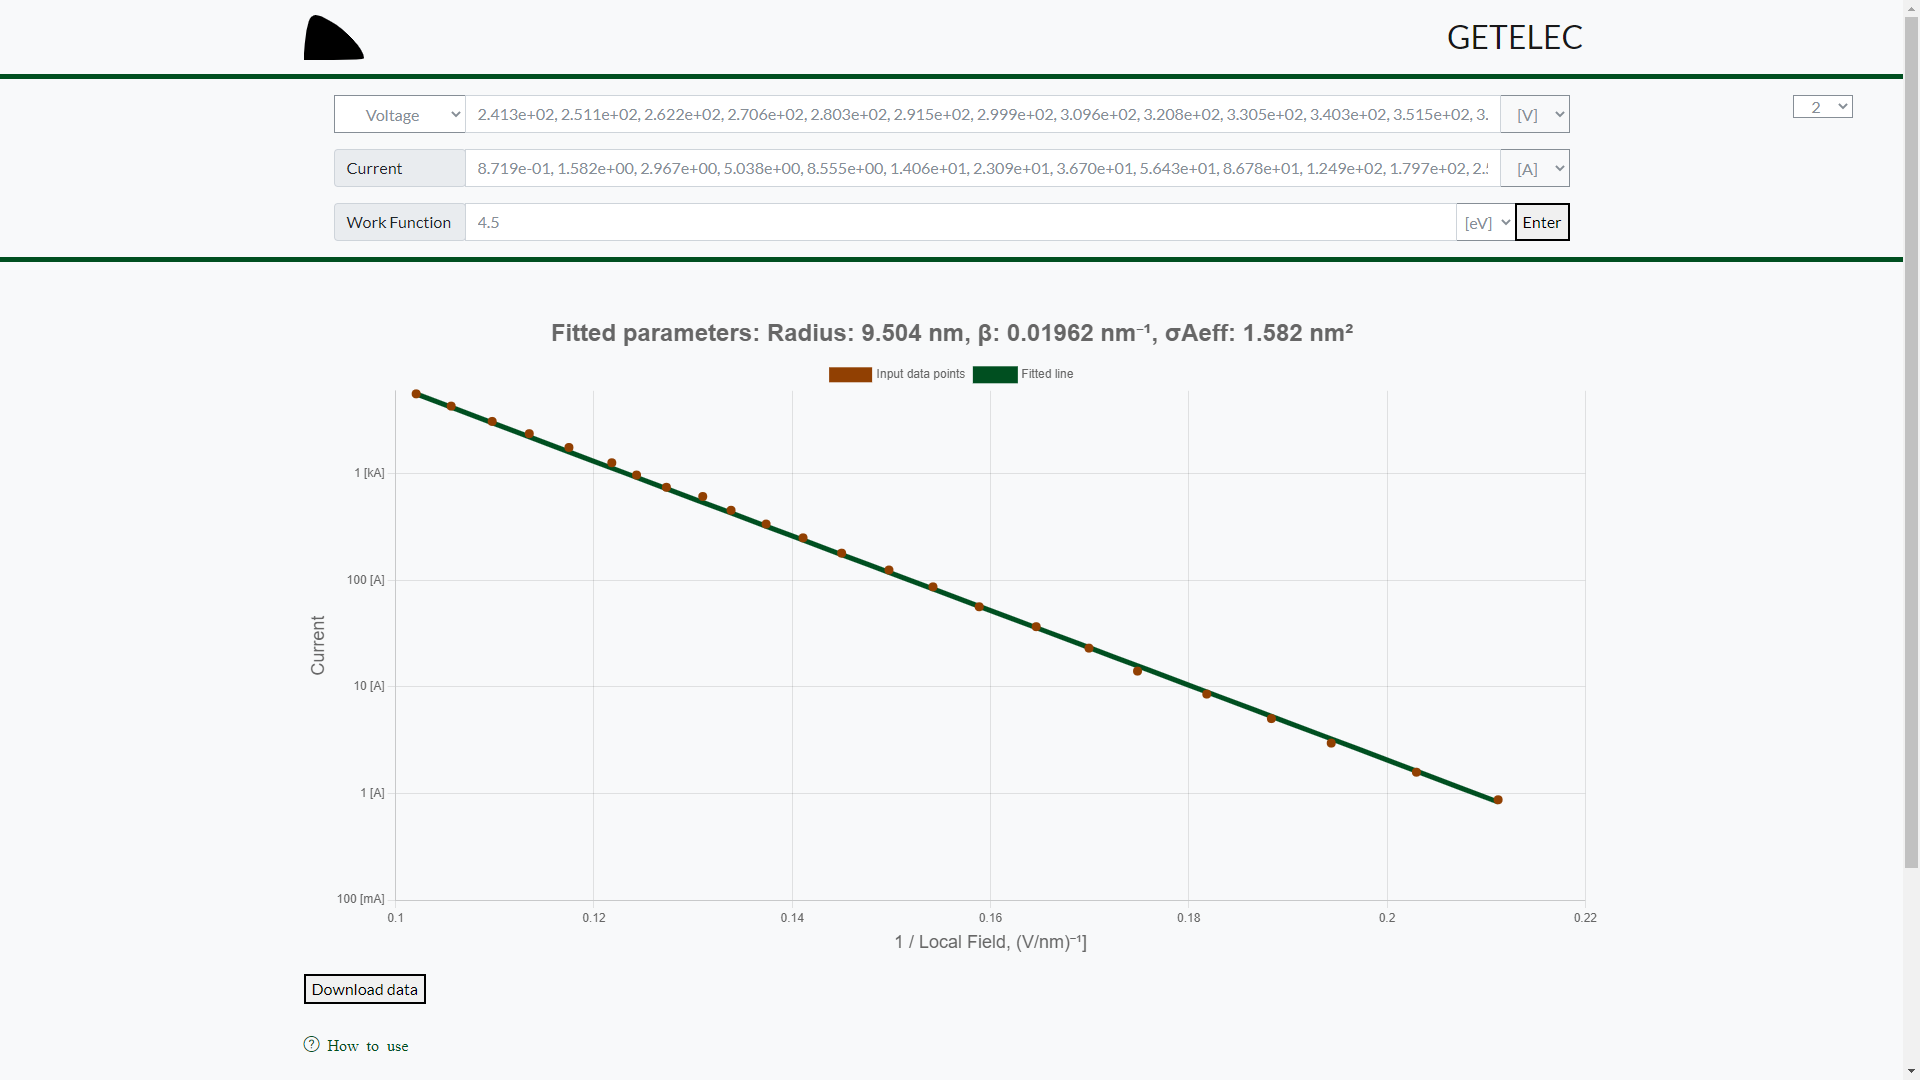 GETELEC
Voltage 2.413e+02, 2.511e+02, 2.622e+02, 2.706e+02, 2.803e+02, 2.915e+02, 2.999e+02, 3.096e+02, 3.208e+02, 3.305e+02, 3.403e+02, 3.515e+02, 3. [V] 2
Current 8.719e-01, 1.582e+00, 2.967e+00, 5.038e+00, 8.555e+00, 1.406e+01, 2.309e+01, 3.670e+01, 5.643e+01, 8.678e+01, 1.249e+02, 1.797e+02, 2. [A]
Work Function 4.5 [eV] Enter
Fitted parameters: Radius: 9.504 nm, β: 0.01962 nm⁻¹, σAeff: 1.582 nm²
Input data points Fitted line
1 [kA]
100 [A]
10 [A]
1 [A]
100 [mA]
Current
0.1 0.12 0.14 0.16 0.18 0.2 0.22
1 / Local Field, (V/nm)⁻¹]
Download data
? How to use